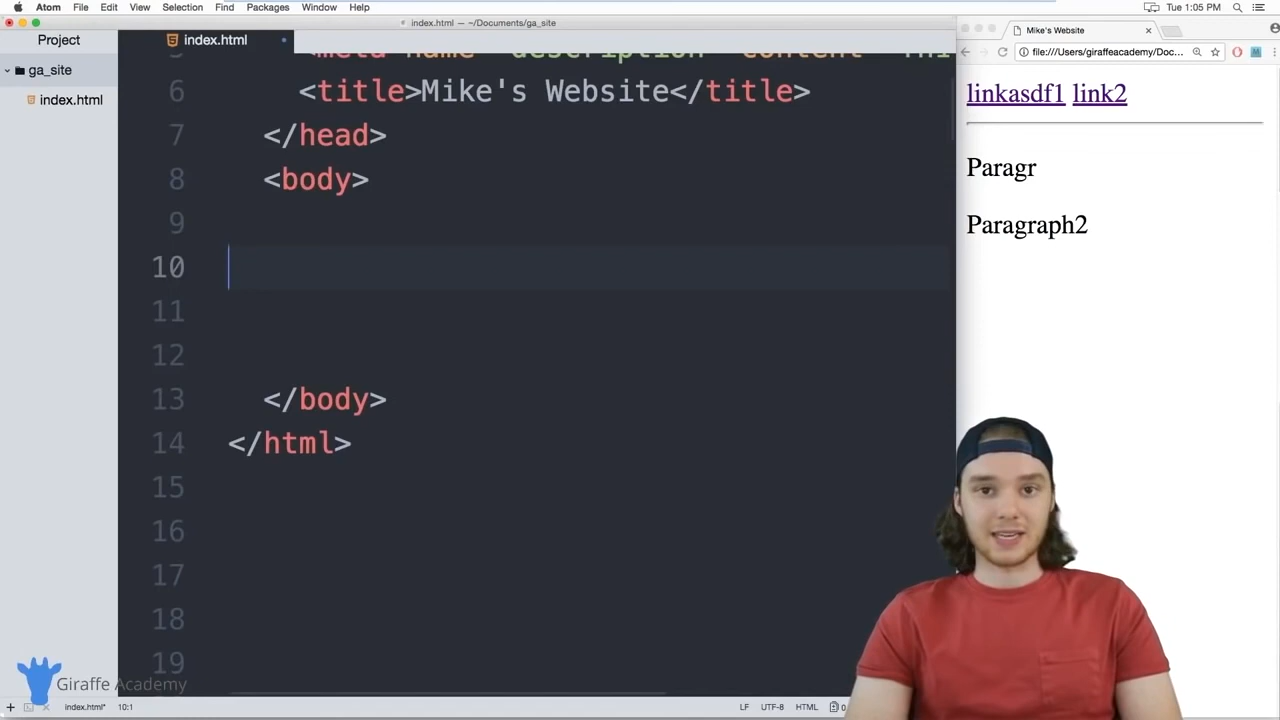 Atom File Edit View Selection Find Packages Window Help Tue 1:05 PM
index.html — ~/Documents/ga_site
Project
index.html
Mike's Website
ga_site
file:///Users/giraffeacademy/Doc...
index.html
6 <title>Mike's Website</title>
7 </head>
8 <body>
9
10
11
12
13 </body>
14 </html>
15
16
17
18
19
linkasdf1 link2
Paragr
Paragraph2
Giraffe Academy
index.html* 10:1 LF UTF-8 HTML 0